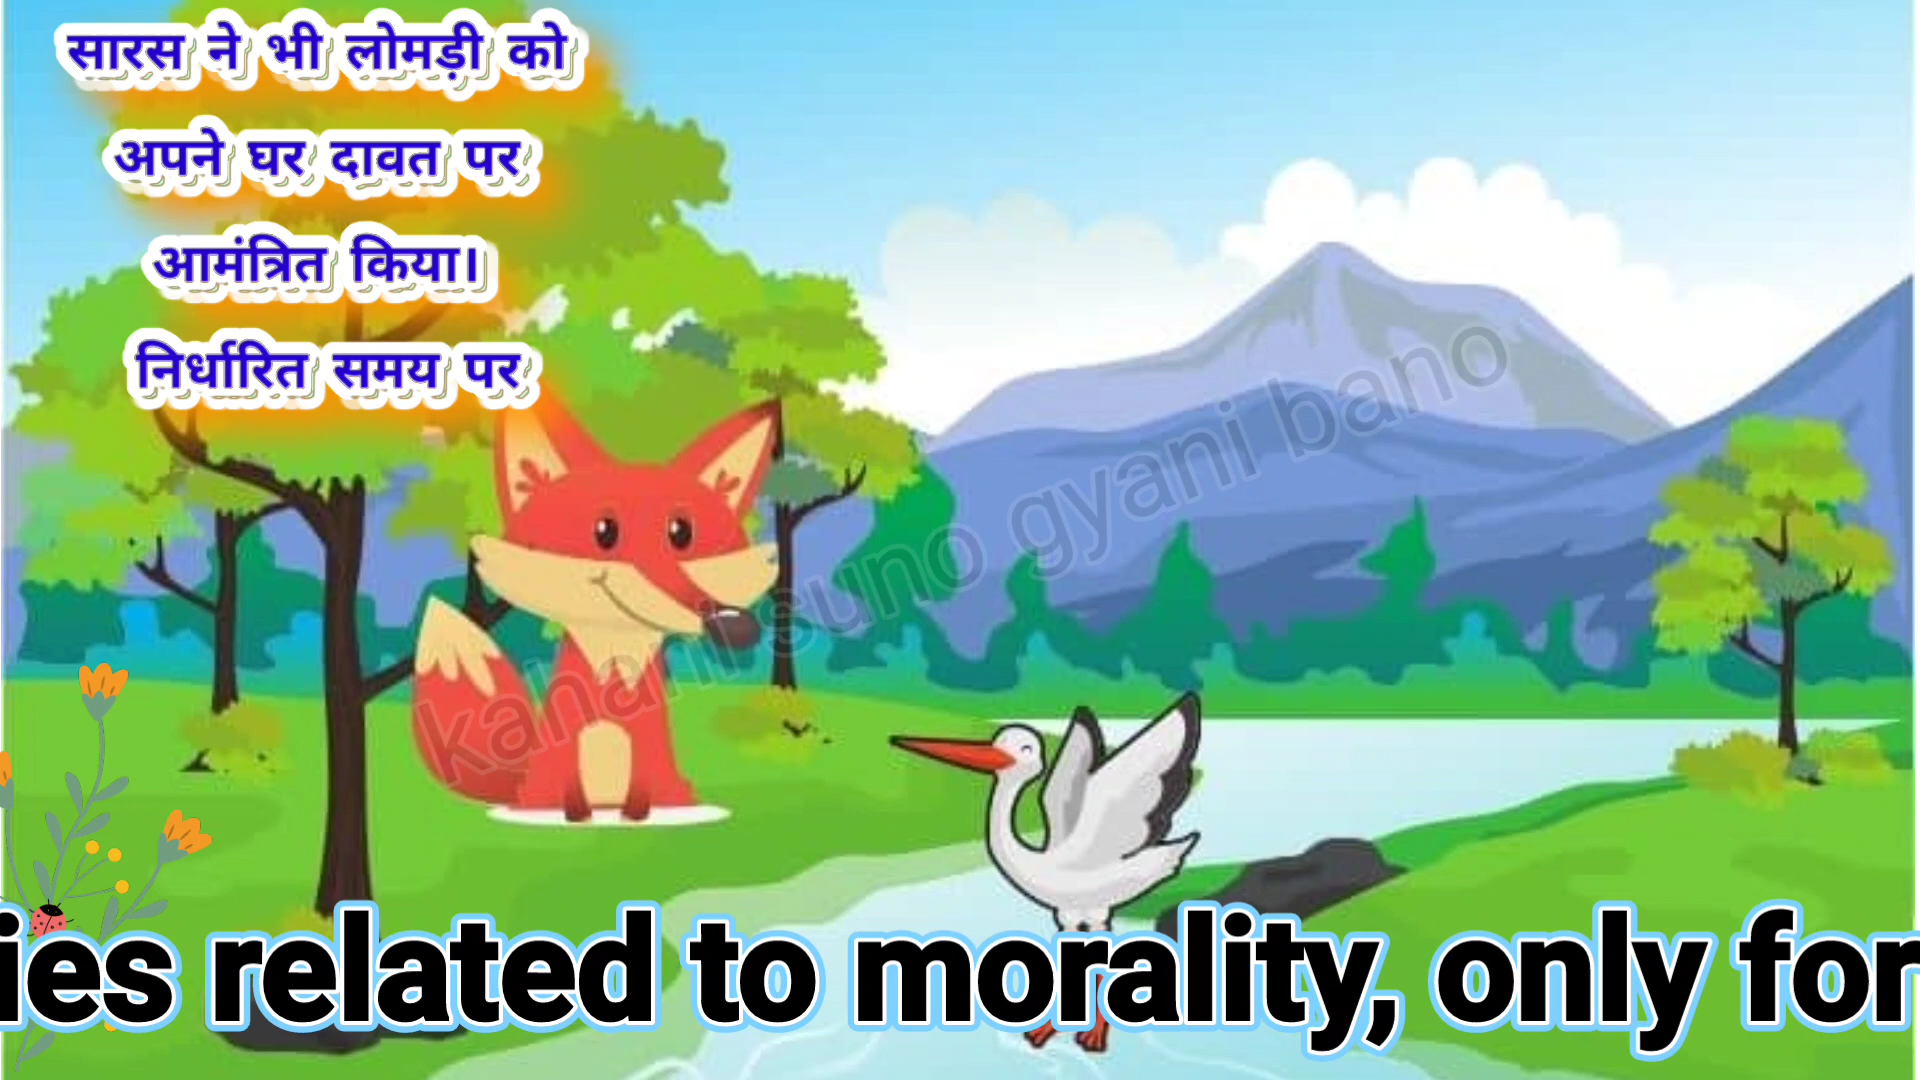 सारस ने भी लोमड़ी को
अपने घर दावत पर
आमंत्रित किया।
निर्धारित समय पर
kahani suno gyani bano
ies related to morality, only for